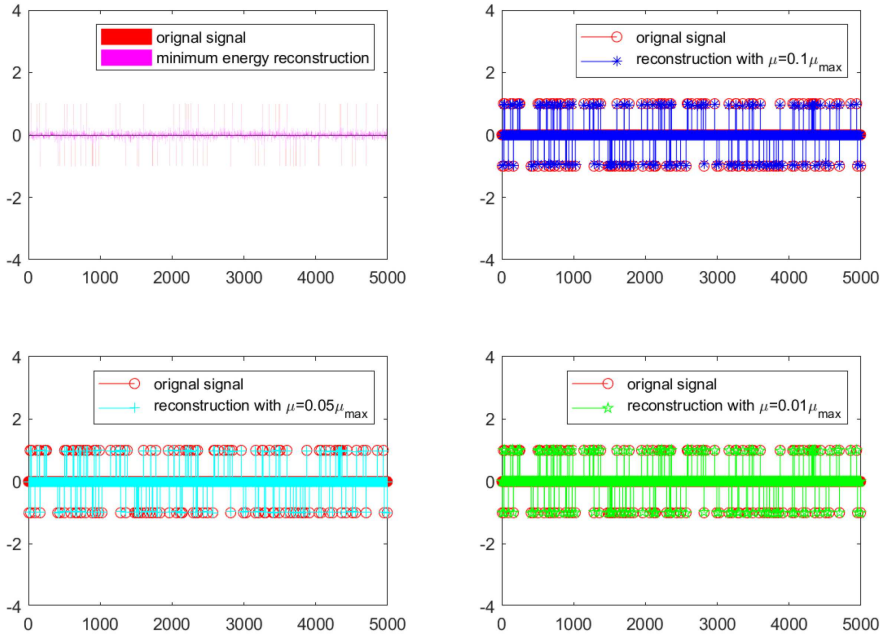 4
orignal signal
minimum energy reconstruction
2
0
-2
-4
0 1000 2000 3000 4000 5000
4
orignal signal
reconstruction with μ=0.1μmax
2
0
-2
-4
0 1000 2000 3000 4000 5000
4
orignal signal
reconstruction with μ=0.05μmax
2
0
-2
-4
0 1000 2000 3000 4000 5000
4
orignal signal
reconstruction with μ=0.01μmax
2
0
-2
-4
0 1000 2000 3000 4000 5000